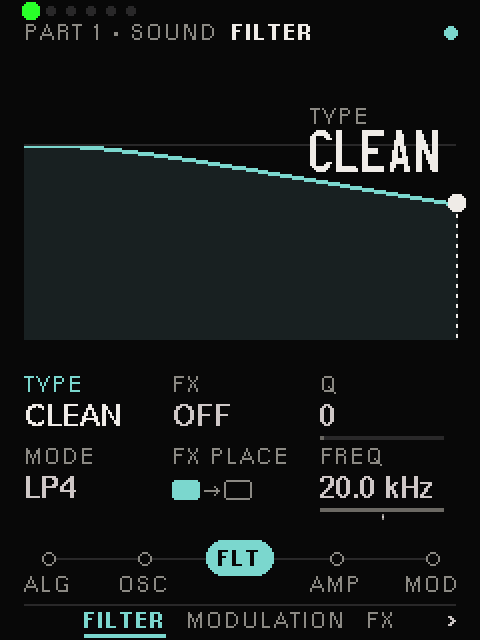 PART 1 · SOUND FILTER
TYPE
CLEAN
TYPE FX Q
CLEAN OFF 0
MODE FX PLACE FREQ
LP4 → 20.0 kHz
FLT
ALG OSC AMP MOD
FILTER MODULATION FX ›